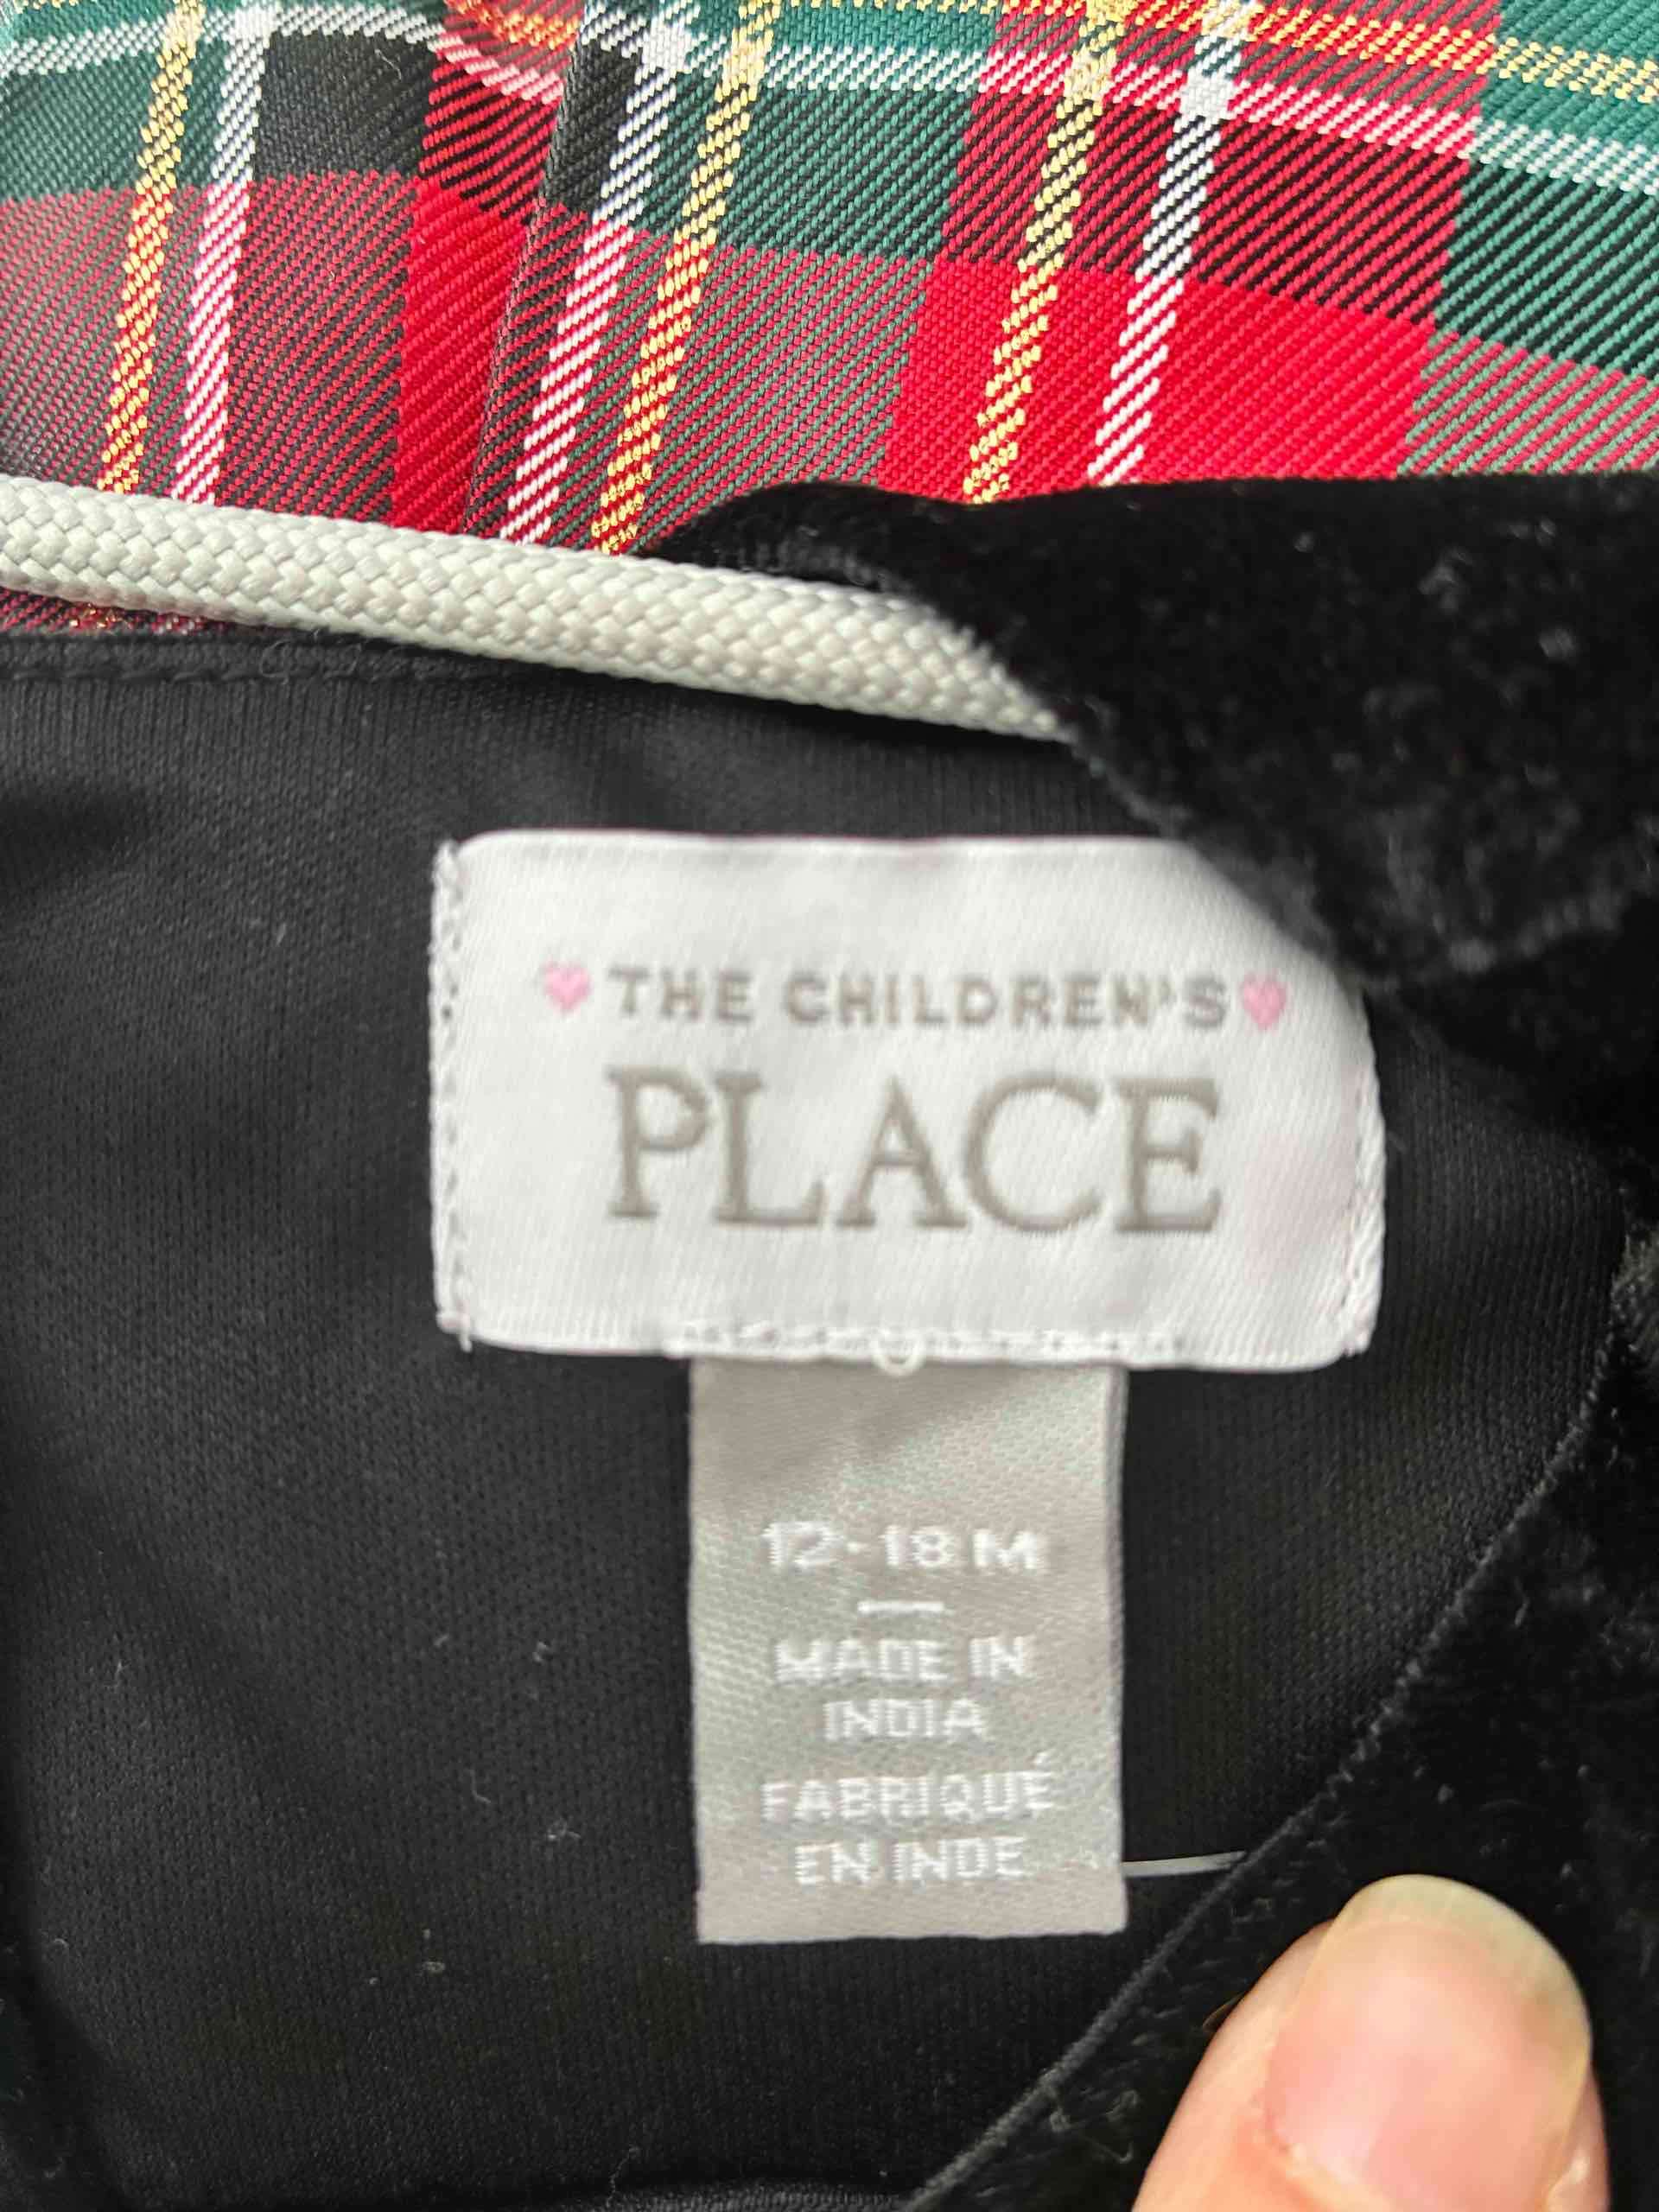 THE CHILDREN'S
PLACE
12-18 M
MADE IN
INDIA
FABRIQUÉ
EN INDE